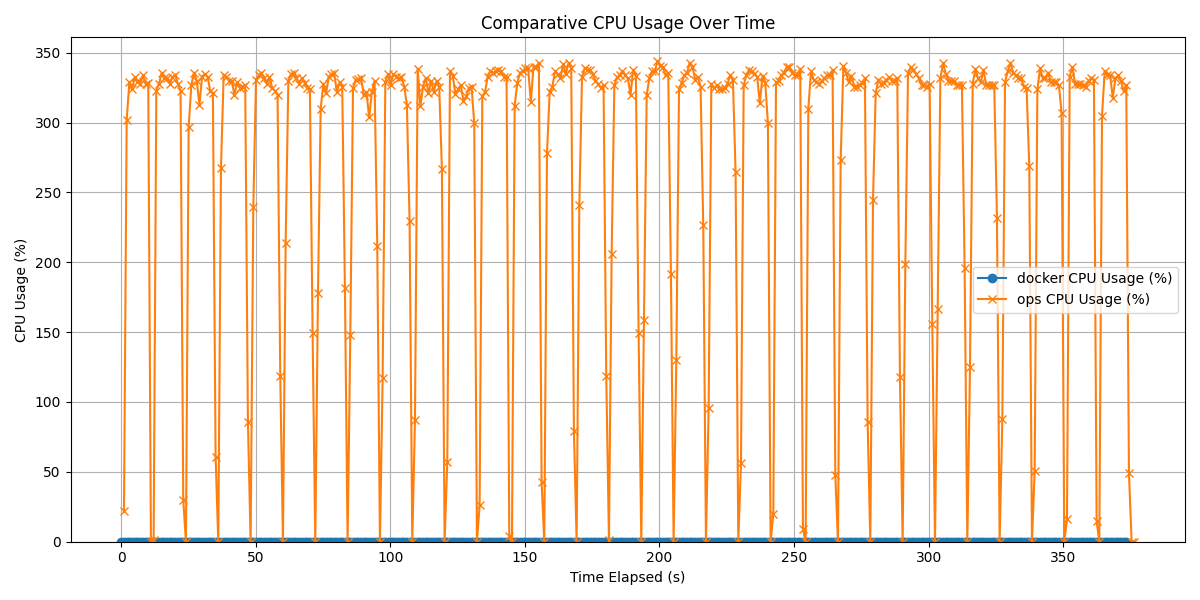 Comparative CPU Usage Over Time
CPU Usage (%)
350
300
250
200
150
100
50
0
docker CPU Usage (%)
ops CPU Usage (%)
0 50 100 150 200 250 300 350
Time Elapsed (s)